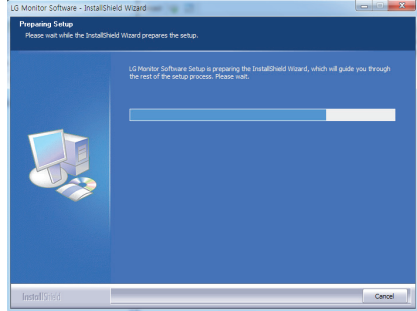 LG Monitor Software - InstallShield Wizard
Preparing Setup
Please wait while the InstallShield Wizard prepares the setup.
LG Monitor Software Setup is preparing the InstallShield Wizard, which will guide you through
the rest of the setup process. Please wait.
InstallShield
Cancel